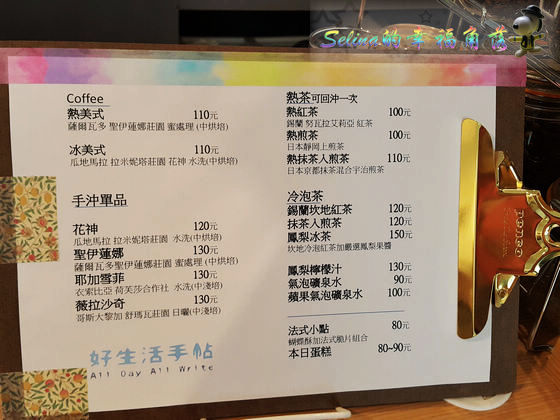 Selina的幸福角落
Coffee
熱美式 110元
薩爾瓦多 聖伊蓮娜莊園 蜜處理 (中烘培)
冰美式 110元
瓜地馬拉 拉米妮塔莊園 花神 水洗(中烘培)
手沖單品
花神 120元
瓜地馬拉 拉米妮塔莊園 水洗(中烘培)
聖伊蓮娜 130元
薩爾瓦多聖伊蓮娜莊園 蜜處理 (中烘培)
耶加雪菲 130元
衣索比亞 荷芙莎合作社 水洗(中淺培)
薇拉沙奇 130元
哥斯大黎加 舒瑪瓦莊園 日曬(中淺培)
好生活手帖
All Day All Write
熱茶可回沖一次
熱紅茶 100元
錫蘭 努瓦拉艾莉亞 紅茶
熱煎茶 100元
日本靜岡上煎茶
熱抹茶入煎茶 110元
日本京都抹茶混合宇治煎茶
冷泡茶
錫蘭坎地紅茶 120元
抹茶入煎茶 120元
鳳梨冰茶 150元
坎地冷泡紅茶加嚴選鳳梨果醬
鳳梨檸檬汁 130元
氣泡礦泉水 90元
蘋果氣泡礦泉水 100元
法式小點 80元
蝴蝶酥加法式脆片組合
本日蛋糕 80~90元